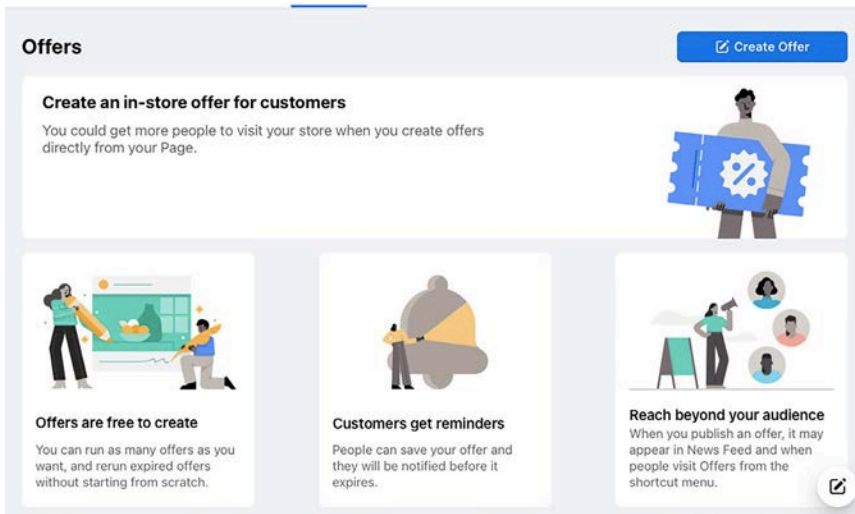 Offers
Create Offer
Create an in-store offer for customers
You could get more people to visit your store when you create offers
directly from your Page.
Offers are free to create
You can run as many offers as you
want, and rerun expired offers
without starting from scratch.
Customers get reminders
People can save your offer and
they will be notified before it
expires.
Reach beyond your audience
When you publish an offer, it may
appear in News Feed and when
people visit Offers from the
shortcut menu.